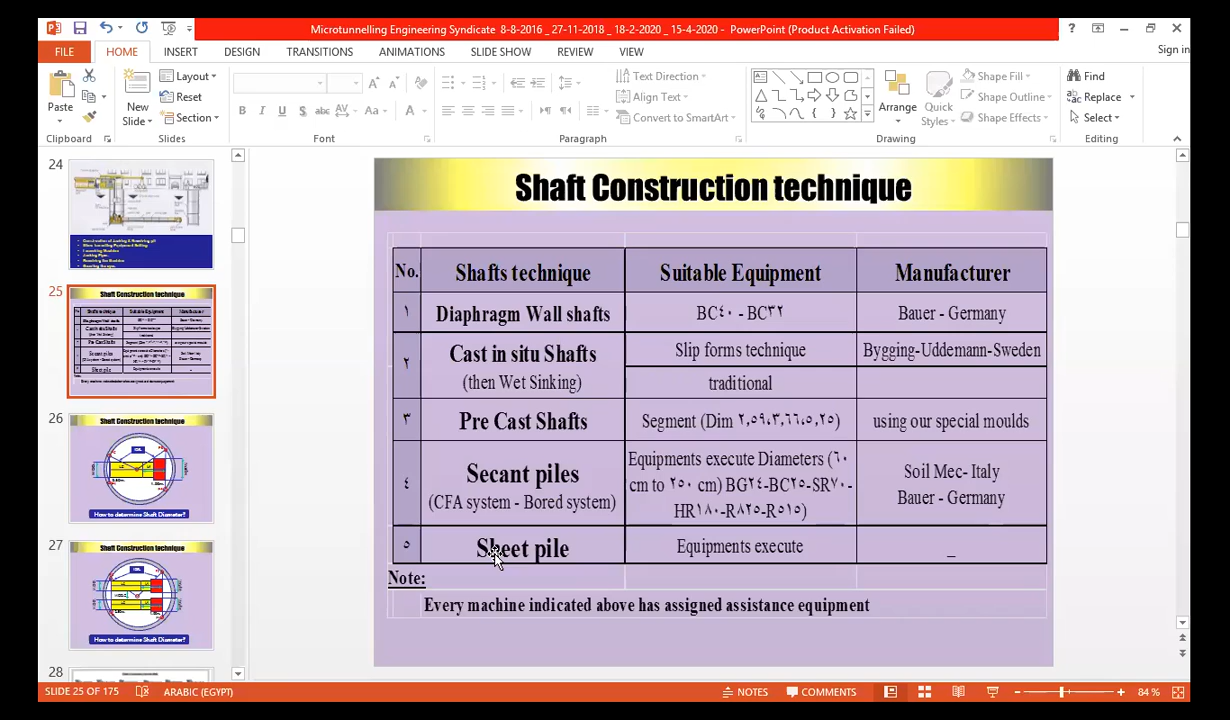 Microtunnelling Engineering Syndicate 8-8-2016 _ 27-11-2018 _ 18-2-2020 _ 15-4-2020 - PowerPoint (Product Activation Failed)
FILE HOME INSERT DESIGN TRANSITIONS ANIMATIONS SLIDE SHOW REVIEW VIEW Sign in
Paste
New Slide
Layout
Reset
Section
Text Direction
Align Text
Convert to SmartArt
Arrange
Quick Styles
Shape Fill
Shape Outline
Shape Effects
Find
Replace
Select
Clipboard Slides Font Paragraph Drawing Editing
24
25
Shaft Construction technique
26
Shaft Construction technique
How to determine Shaft Diameter?
27
Shaft Construction technique
How to determine Shaft Diameter?
28
Shaft Construction technique
No. Shafts technique Suitable Equipment Manufacturer
١ Diaphragm Wall shafts BC٤٠ - BC٣٢ Bauer - Germany
٢ Cast in situ Shafts Slip forms technique Bygging-Uddemann-Sweden
(then Wet Sinking) traditional
٣ Pre Cast Shafts Segment (Dim ٢,٥٩،٣,٦٦،٥,٢٥) using our special moulds
٤ Secant piles
(CFA system - Bored system)
Equipments execute Diameters (٦٠
cm to ٢٥٠ cm) BG٢٤-BC٢٥-SR٧٠-
HR١٨٠-R٨٢٥-R٥١٥)
Soil Mec- Italy
Bauer - Germany
٥ Sheet pile Equipments execute _
Note:
Every machine indicated above has assigned assistance equipment
SLIDE 25 OF 175 ARABIC (EGYPT) NOTES COMMENTS 84 %